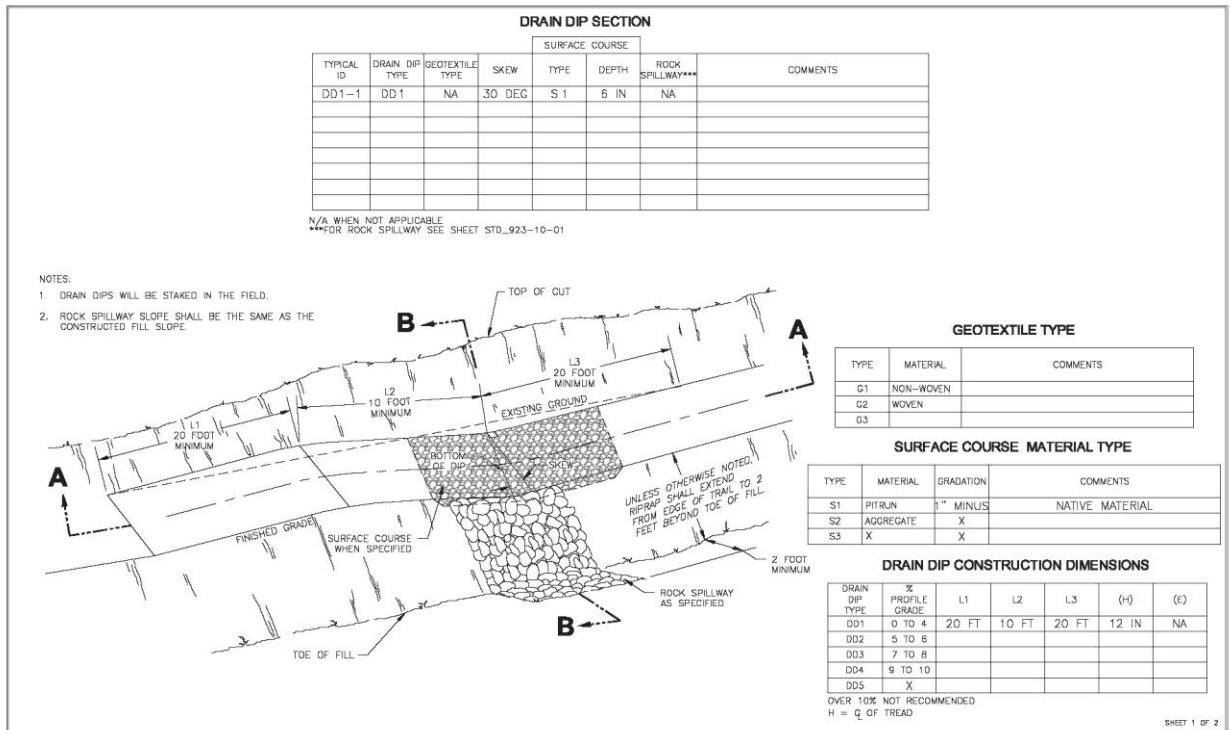 DRAIN DIP SECTION
SURFACE COURSE
TYPICAL ID DRAIN DIP TYPE GEOTEXTILE TYPE SKEW TYPE DEPTH ROCK SPILLWAY*** COMMENTS
DD1-1 DD1 NA 30 DEG S1 6 IN NA
N/A WHEN NOT APPLICABLE
***FOR ROCK SPILLWAY SEE SHEET STD_923-10-01
NOTES:
1. DRAIN DIPS WILL BE STAKED IN THE FIELD.
2. ROCK SPILLWAY SLOPE SHALL BE THE SAME AS THE
CONSTRUCTED FILL SLOPE.
TOP OF CUT
B
A
L3
20 FOOT
MINIMUM
L2
10 FOOT
MINIMUM
L1
20 FOOT
MINIMUM
EXISTING GROUND
BOTTOM
OF DIP
SKEW
A
FINISHED GRADE
SURFACE COURSE
WHEN SPECIFIED
UNLESS OTHERWISE NOTED,
RIPRAP SHALL EXTEND
FROM EDGE OF TRAIL TO 2
FEET BEYOND TOE OF FILL.
2 FOOT
MINIMUM
ROCK SPILLWAY
AS SPECIFIED
B
TOE OF FILL
GEOTEXTILE TYPE
TYPE MATERIAL COMMENTS
G1 NON-WOVEN
G2 WOVEN
G3
SURFACE COURSE MATERIAL TYPE
TYPE MATERIAL GRADATION COMMENTS
S1 PITRUN 1" MINUS NATIVE MATERIAL
S2 AGGREGATE X
S3 X X
DRAIN DIP CONSTRUCTION DIMENSIONS
DRAIN DIP TYPE % PROFILE GRADE L1 L2 L3 (H) (E)
DD1 0 TO 4 20 FT 10 FT 20 FT 12 IN NA
DD2 5 TO 6
DD3 7 TO 8
DD4 9 TO 10
DD5 X
OVER 10% NOT RECOMMENDED
H = ℄ OF TREAD
SHEET 1 OF 2